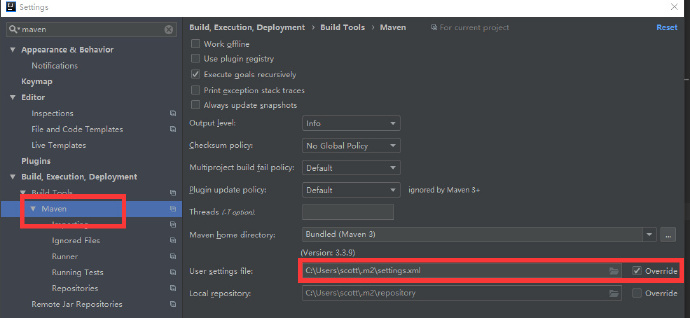 Settings
maven
Appearance & Behavior
Notifications
Keymap
Editor
Inspections
File and Code Templates
Live Templates
Plugins
Build, Execution, Deployment
Build Tools
Maven
Importing
Ignored Files
Runner
Running Tests
Repositories
Remote Jar Repositories
Build, Execution, Deployment › Build Tools › Maven For current project Reset
Work offline
Use plugin registry
Execute goals recursively
Print exception stack traces
Always update snapshots
Output level: Info
Checksum policy: No Global Policy
Multiproject build fail policy: Default
Plugin update policy: Default ignored by Maven 3+
Threads (-T option):
Maven home directory: Bundled (Maven 3) ...
(Version: 3.3.9)
User settings file: C:\Users\scott\.m2\settings.xml Override
Local repository: C:\Users\scott\.m2\repository Override